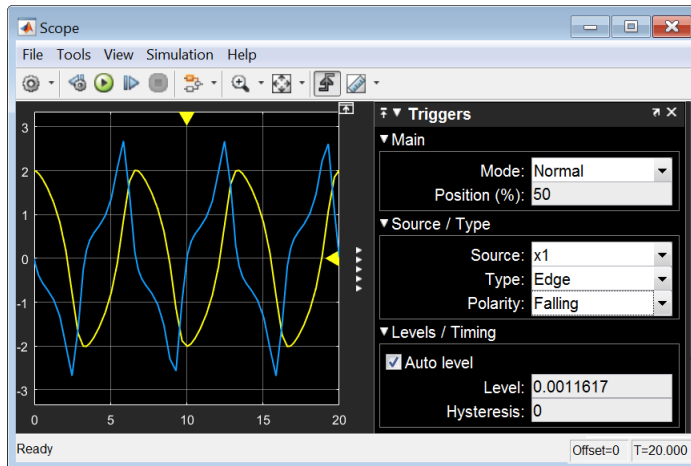 Scope
File Tools View Simulation Help
Triggers
Main
Mode: Normal
Position (%): 50
Source / Type
Source: x1
Type: Edge
Polarity: Falling
Levels / Timing
Auto level
Level: 0.0011617
Hysteresis: 0
3
2
1
0
-1
-2
-3
0 5 10 15 20
Ready Offset=0 T=20.000